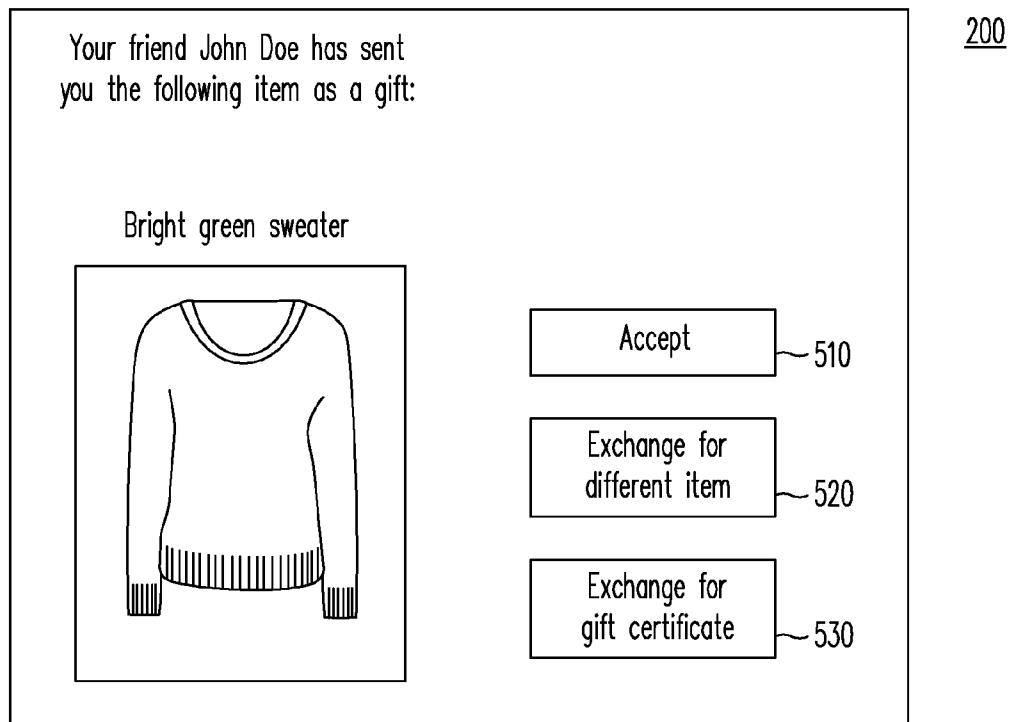 Your friend John Doe has sent
you the following item as a gift:
200
Bright green sweater
Accept
510
Exchange for
different item
520
Exchange for
gift certificate
530